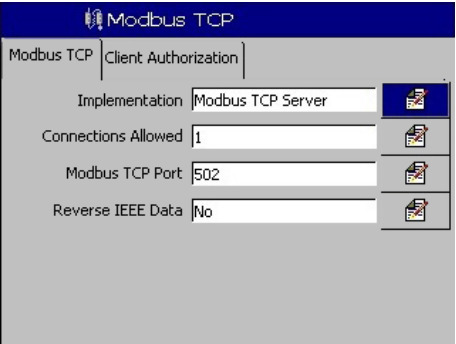 Modbus TCP
Modbus TCP Client Authorization
Implementation Modbus TCP Server
Connections Allowed 1
Modbus TCP Port 502
Reverse IEEE Data No